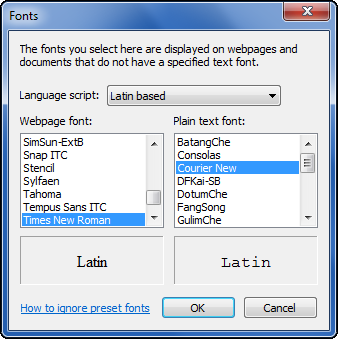 Fonts
The fonts you select here are displayed on webpages and
documents that do not have a specified text font.
Language script: Latin based
Webpage font:
SimSun-ExtB
Snap ITC
Stencil
Sylfaen
Tahoma
Tempus Sans ITC
Times New Roman
Latin
Plain text font:
BatangChe
Consolas
Courier New
DFKai-SB
DotumChe
FangSong
GulimChe
Latin
How to ignore preset fonts
OK
Cancel